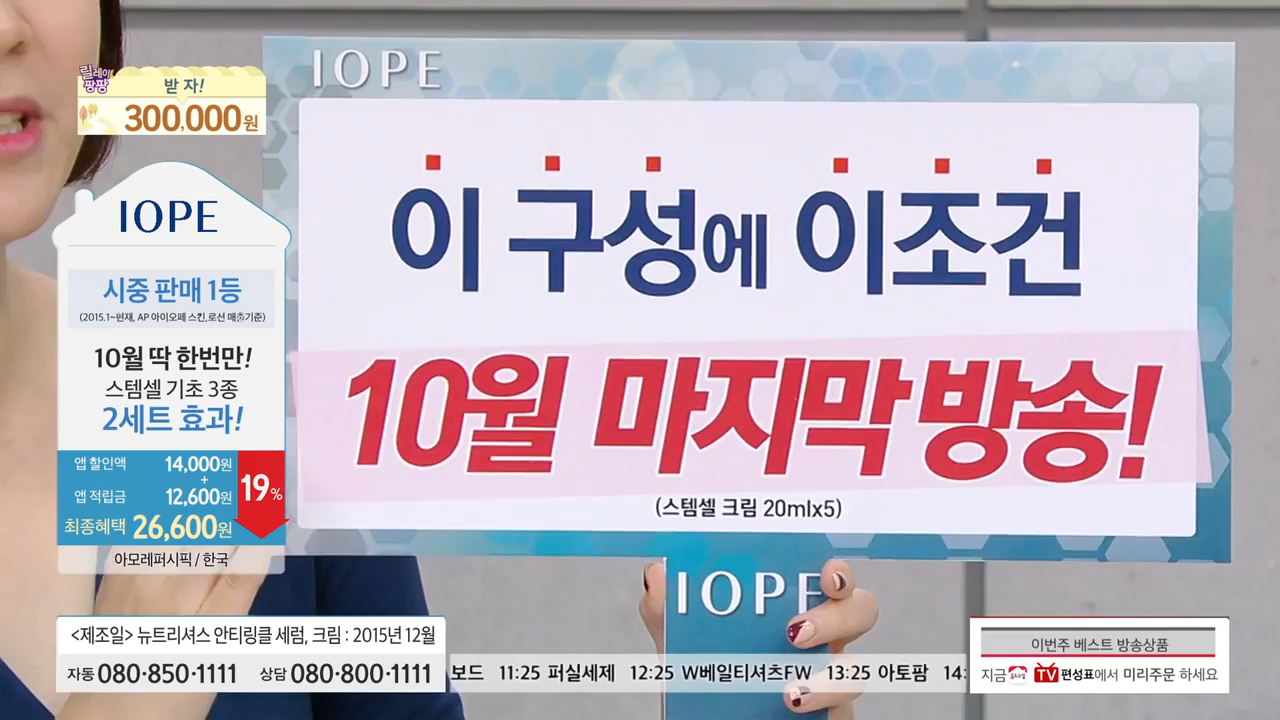 IOPE
릴레이
팡팡
받 자!
300,000원
이 구성에 이조건
10월 마지막 방송!
(스템셀 크림 20mlx5)
IOPE
IOPE
시중 판매 1등
(2015.1~현재, AP 아이오페 스킨,로션 매출기준)
10월 딱 한번만!
스템셀 기초 3종
2세트 효과!
앱 할인액 14,000원
+
앱 적립금 12,600원
19%
최종혜택 26,600원
아모레퍼시픽 / 한국
<제조일> 뉴트리셔스 안티링클 세럼, 크림 : 2015년 12월
자동 080·850·1111 상담 080·800·1111
보드 11:25 퍼실세제 12:25 W베일티셔츠FW 13:25 아토팜 14:
이번주 베스트 방송상품
지금 TV 편성표에서 미리주문 하세요